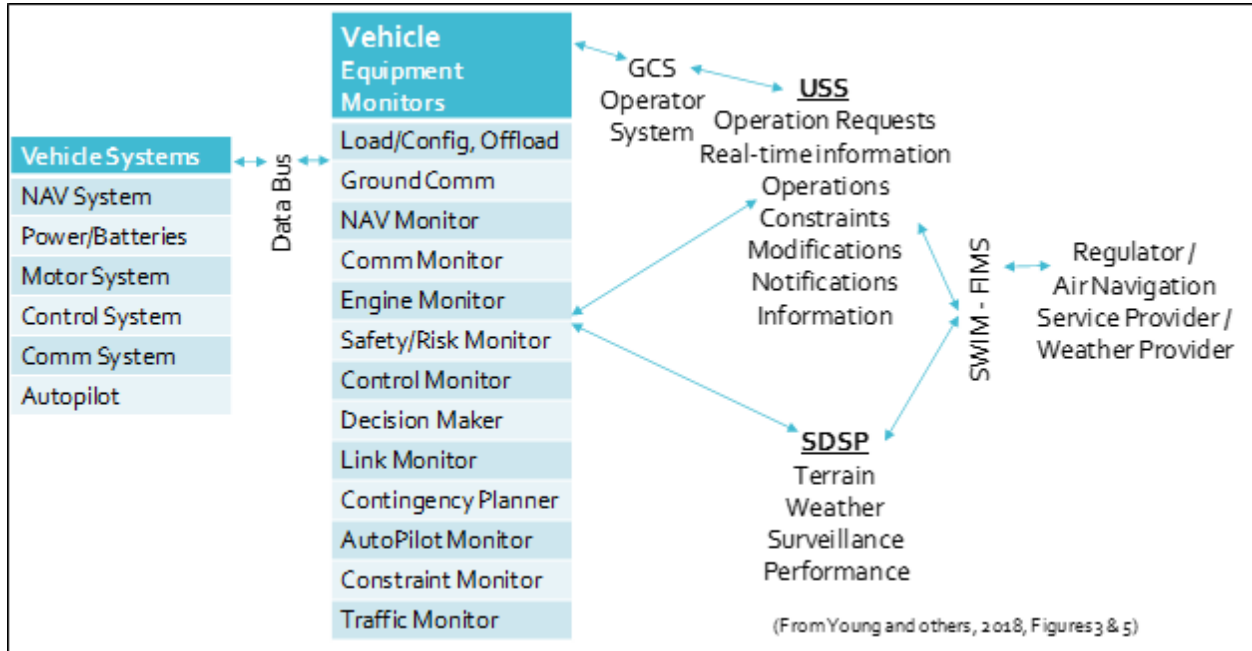 Vehicle Systems
NAV System
Power/Batteries
Motor System
Control System
Comm System
Autopilot
Data Bus
Vehicle
Equipment
Monitors
Load/Config, Offload
Ground Comm
NAV Monitor
Comm Monitor
Engine Monitor
Safety/Risk Monitor
Control Monitor
Decision Maker
Link Monitor
Contingency Planner
AutoPilot Monitor
Constraint Monitor
Traffic Monitor
GCS
Operator
System
USS
Operation Requests
Real-time information
Operations
Constraints
Modifications
Notifications
Information
SDSP
Terrain
Weather
Surveillance
Performance
SWIM - FIMS
Regulator /
Air Navigation
Service Provider /
Weather Provider
(From Young and others, 2018, Figures 3 & 5)